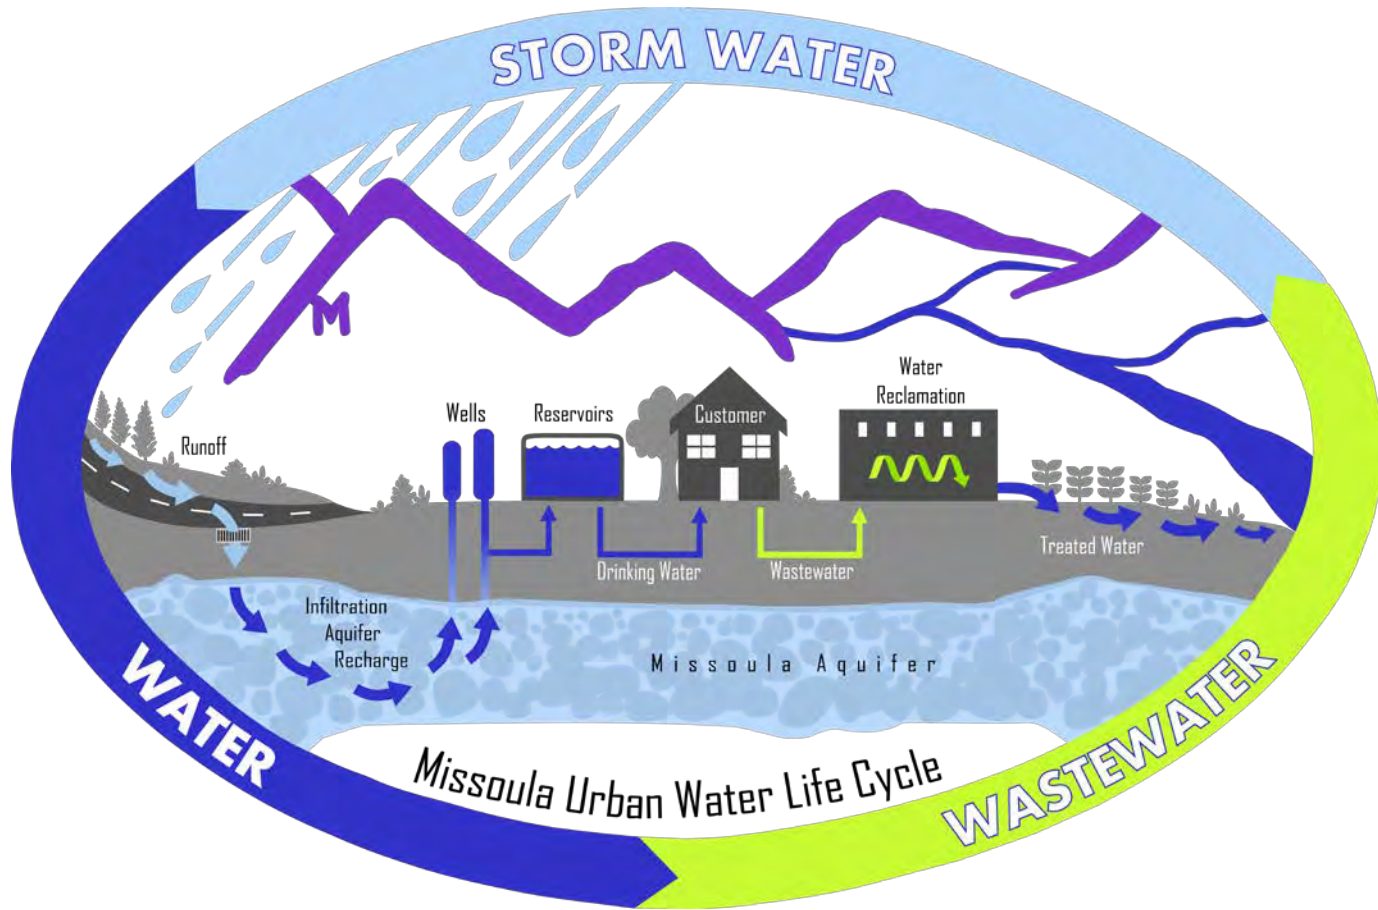 STORM WATER
M
Water
Reclamation
Wells
Reservoirs
Customer
Runoff
Treated Water
Drinking Water
Wastewater
Infiltration
Aquifer
Recharge
Missoula Aquifer
WATER
WASTEWATER
Missoula Urban Water Life Cycle